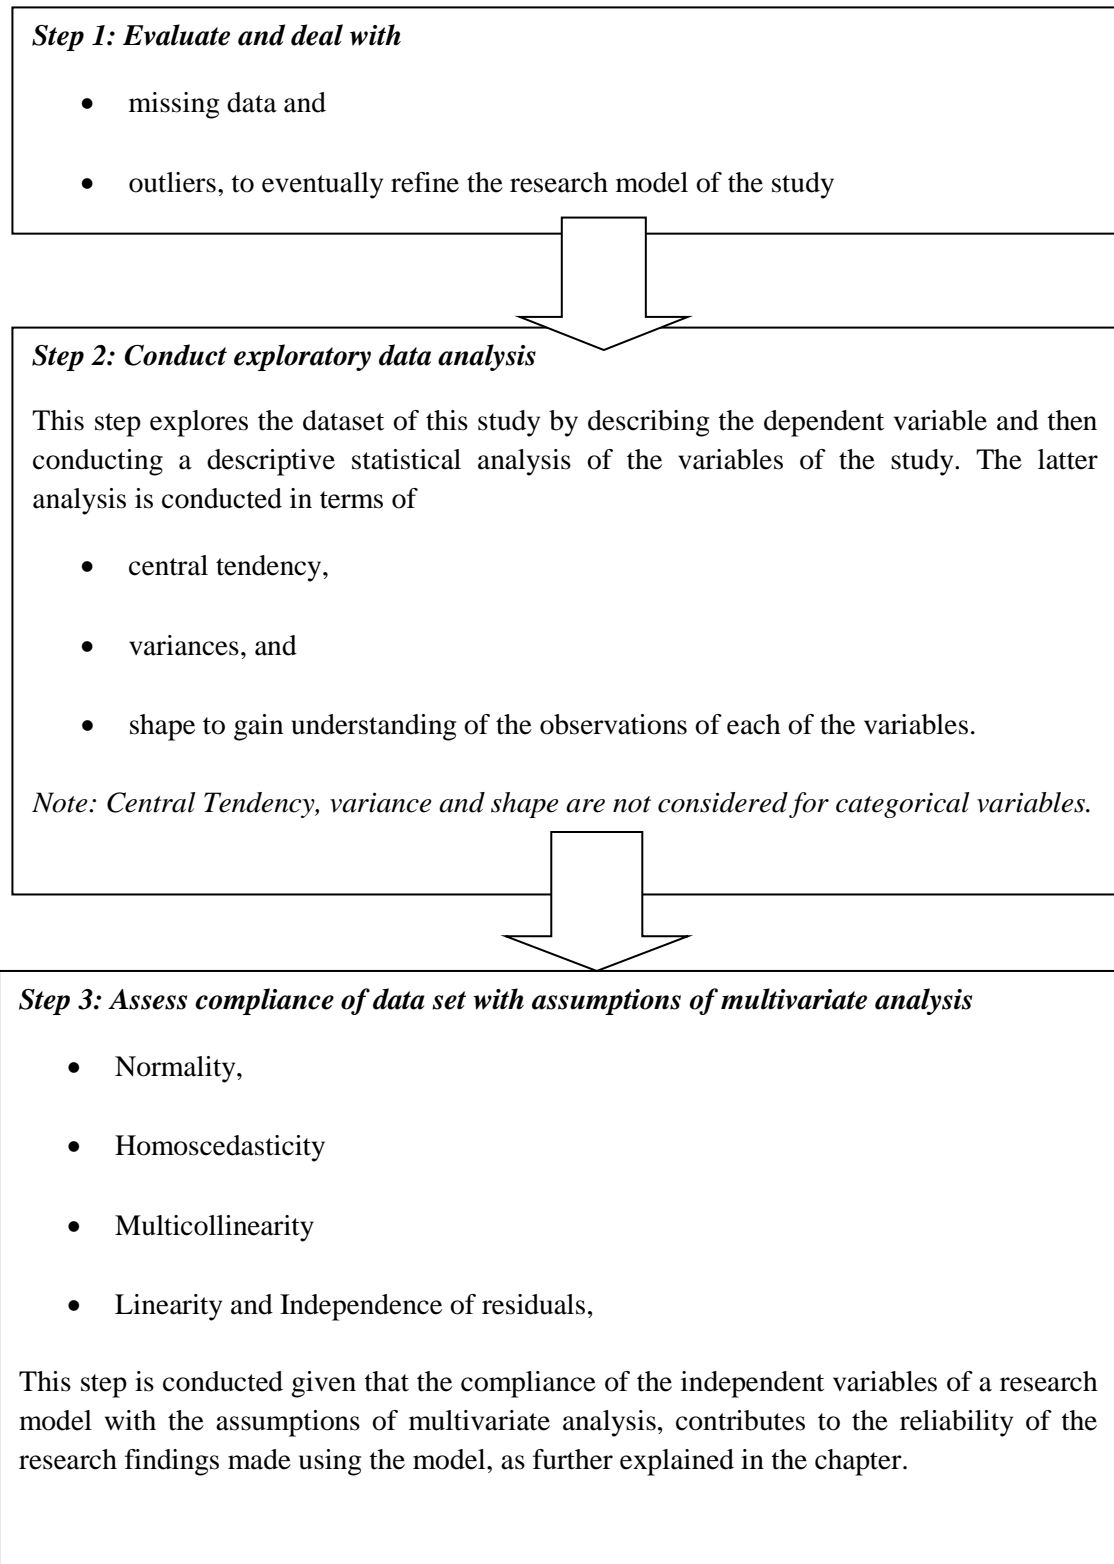 Step 1: Evaluate and deal with
• missing data and
• outliers, to eventually refine the research model of the study
Step 2: Conduct exploratory data analysis
This step explores the dataset of this study by describing the dependent variable and then
conducting a descriptive statistical analysis of the variables of the study. The latter
analysis is conducted in terms of
• central tendency,
• variances, and
• shape to gain understanding of the observations of each of the variables.
Note: Central Tendency, variance and shape are not considered for categorical variables.
Step 3: Assess compliance of data set with assumptions of multivariate analysis
• Normality,
• Homoscedasticity
• Multicollinearity
• Linearity and Independence of residuals,
This step is conducted given that the compliance of the independent variables of a research
model with the assumptions of multivariate analysis, contributes to the reliability of the
research findings made using the model, as further explained in the chapter.